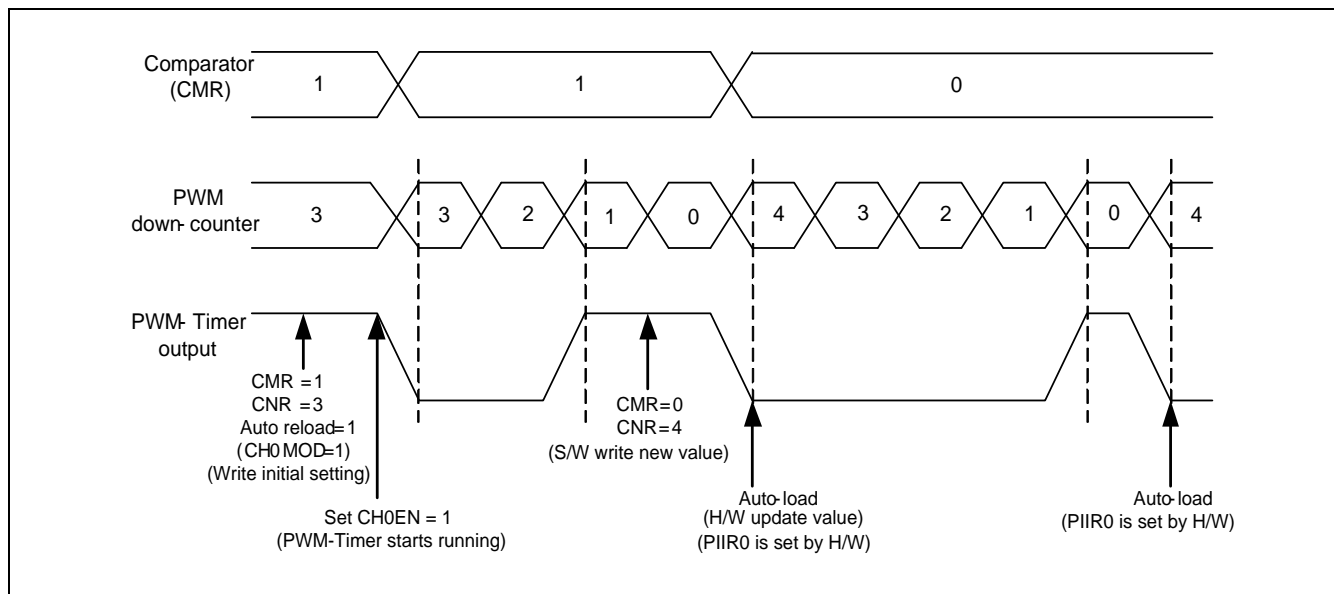 Comparator
(CMR)
1
1
0
PWM
down-counter
3
3
2
1
0
4
3
2
1
0
4
PWM-Timer
output
CMR=1
CNR=3
Auto reload=1
(CH0MOD=1)
(Write initial setting)
Set CH0EN = 1
(PWM-Timer starts running)
CMR=0
CNR=4
(S/W write new value)
Auto-load
(H/W update value)
(PIIR0 is set by H/W)
Auto-load
(PIIR0 is set by H/W)